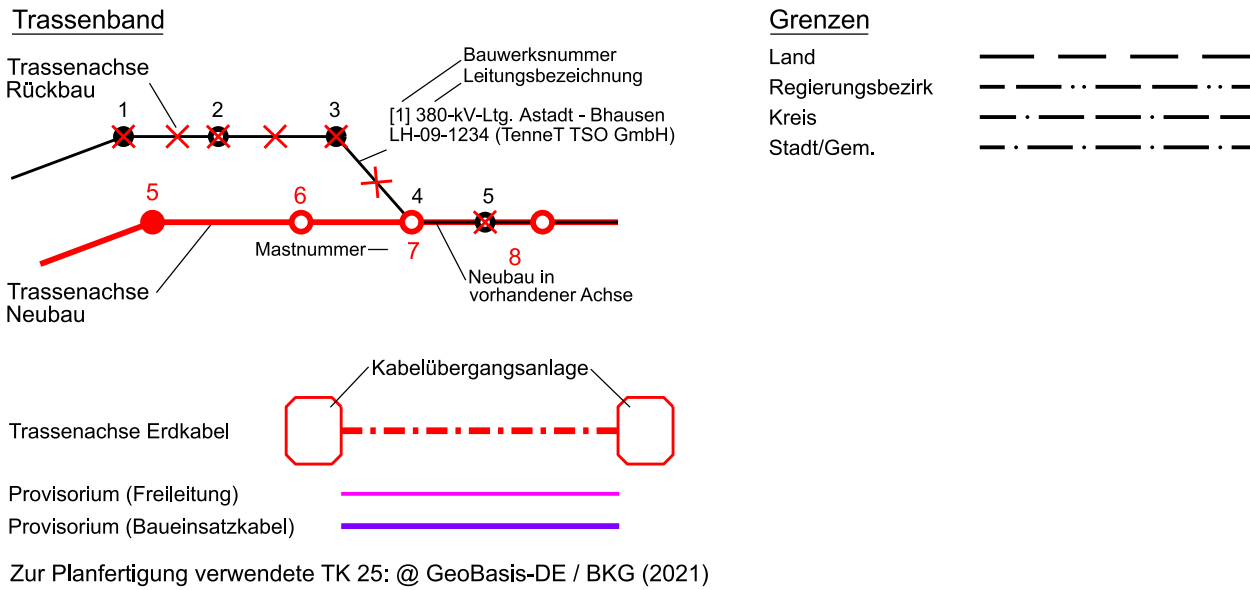 Trassenband
Trassenachse
Rückbau
1
2
3
Bauwerksnummer
Leitungsbezeichnung
[1] 380-kV-Ltg. Astadt - Bhausen
LH-09-1234 (TenneT TSO GmbH)
5
6
4
5
Mastnummer
7
8
Neubau in
vorhandener Achse
Trassenachse
Neubau
Kabelübergangsanlage
Trassenachse Erdkabel
Provisorium (Freileitung)
Provisorium (Baueinsatzkabel)
Zur Planfertigung verwendete TK 25: @ GeoBasis-DE / BKG (2021)
Grenzen
Land
Regierungsbezirk
Kreis
Stadt/Gem.